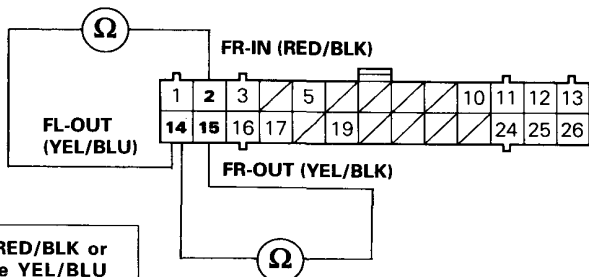 Ω
FR-IN (RED/BLK)
1 2 3 5 10 11 12 13
FL-OUT
(YEL/BLU)
14 15 16 17 19 24 25 26
FR-OUT (YEL/BLK)
RED/BLK or
YEL/BLU
Ω